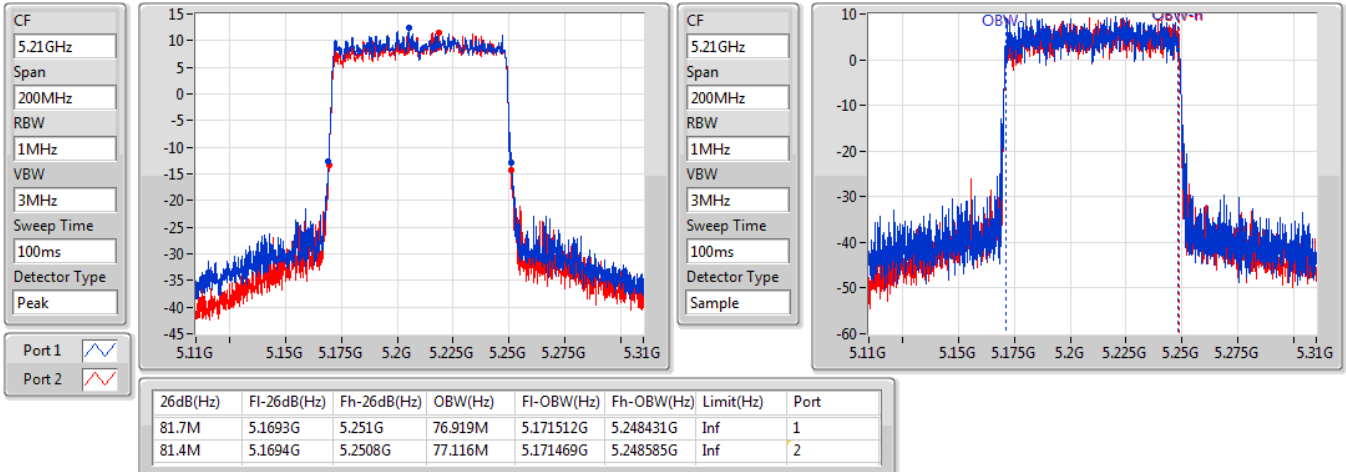 CF
5.21GHz
Span
200MHz
RBW
1MHz
VBW
3MHz
Sweep Time
100ms
Detector Type
Peak
Port 1
Port 2
15
10
5
0
-5
-10
-15
-20
-25
-30
-35
-40
-45
5.11G 5.15G 5.175G 5.2G 5.225G 5.25G 5.275G 5.31G
CF
5.21GHz
Span
200MHz
RBW
1MHz
VBW
3MHz
Sweep Time
100ms
Detector Type
Sample
10
0
-10
-20
-30
-40
-50
-60
OBW
5.11G 5.15G 5.175G 5.2G 5.225G 5.25G 5.275G 5.31G
26dB(Hz) Fl-26dB(Hz) Fh-26dB(Hz) OBW(Hz) Fl-OBW(Hz) Fh-OBW(Hz) Limit(Hz) Port
81.7M 5.1693G 5.251G 76.919M 5.171512G 5.248431G Inf 1
81.4M 5.1694G 5.2508G 77.116M 5.171469G 5.248585G Inf 2